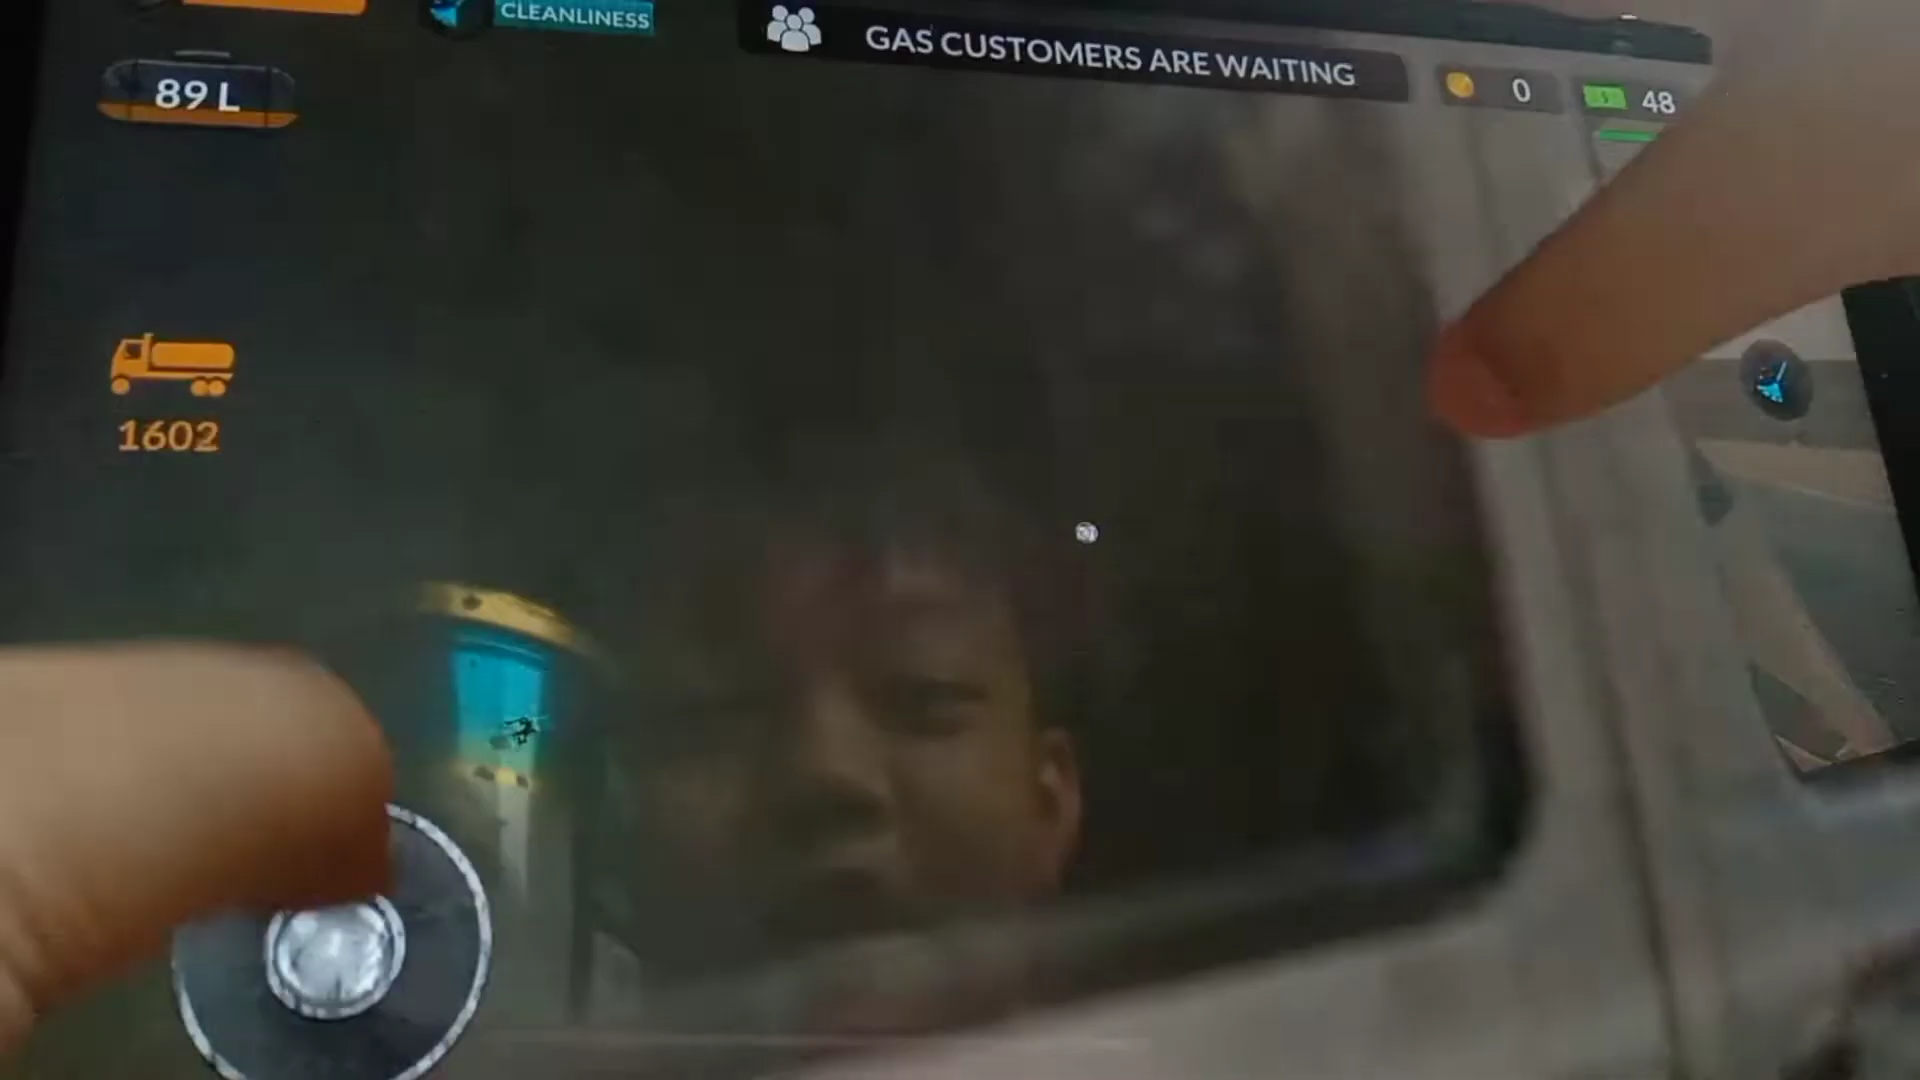 CLEANLINESS
GAS CUSTOMERS ARE WAITING
0
48
89 L
1602